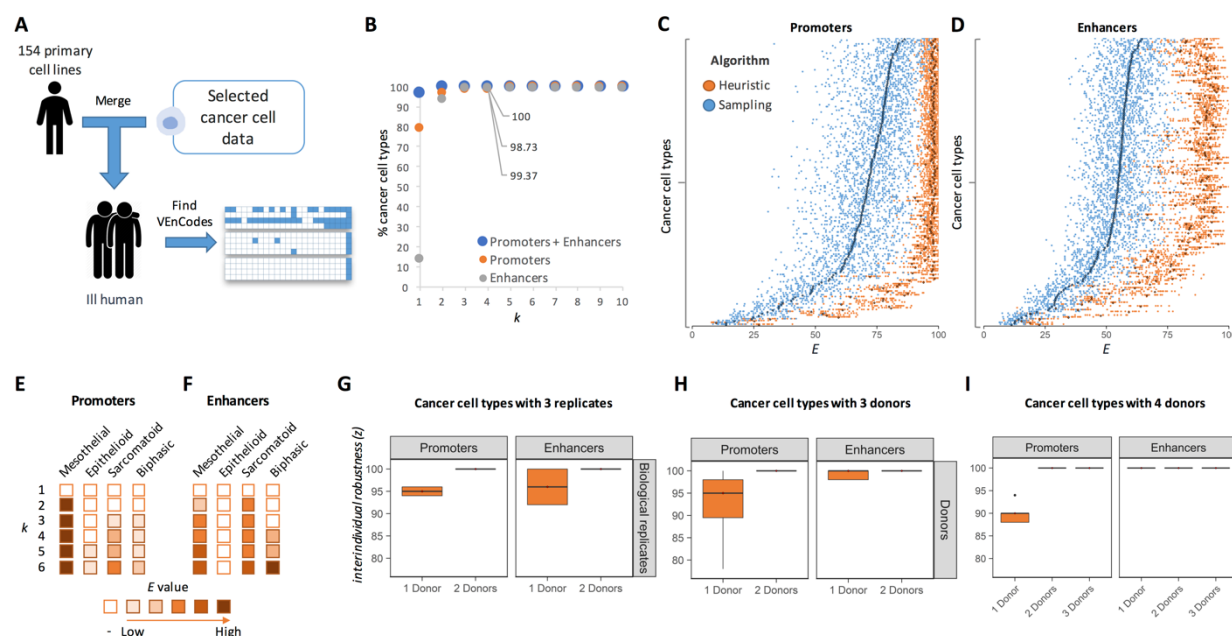 A
154 primary
cell lines
Merge
Selected
cancer cell
data
Find
VEnCodes
Ill human
B
% cancer cell types
100
90
80
70
60
50
40
30
20
10
0
100
98.73
99.37
Promoters + Enhancers
Promoters
Enhancers
1 2 3 4 5 6 7 8 9 10
k
C
Promoters
Cancer cell types
Algorithm
Heuristic
Sampling
0 25 50 75 100
E
D
Enhancers
Cancer cell types
0 25 50 75 100
E
E
Promoters
Mesothelial
Epithelioid
Sarcomatoid
Biphasic
k
1
2
3
4
5
6
F
Enhancers
Mesothelial
Epithelioid
Sarcomatoid
Biphasic
E value
- Low High
G
Cancer cell types with 3 replicates
interindividual robustness (z)
Promoters Enhancers
100
95
90
85
80
Biological replicates
1 Donor 2 Donors 1 Donor 2 Donors
H
Cancer cell types with 3 donors
Promoters Enhancers
100
95
90
85
80
Donors
1 Donor 2 Donors 1 Donor 2 Donors
I
Cancer cell types with 4 donors
Promoters Enhancers
100
95
90
85
80
1 Donor 2 Donors 3 Donors 1 Donor 2 Donors 3 Donors